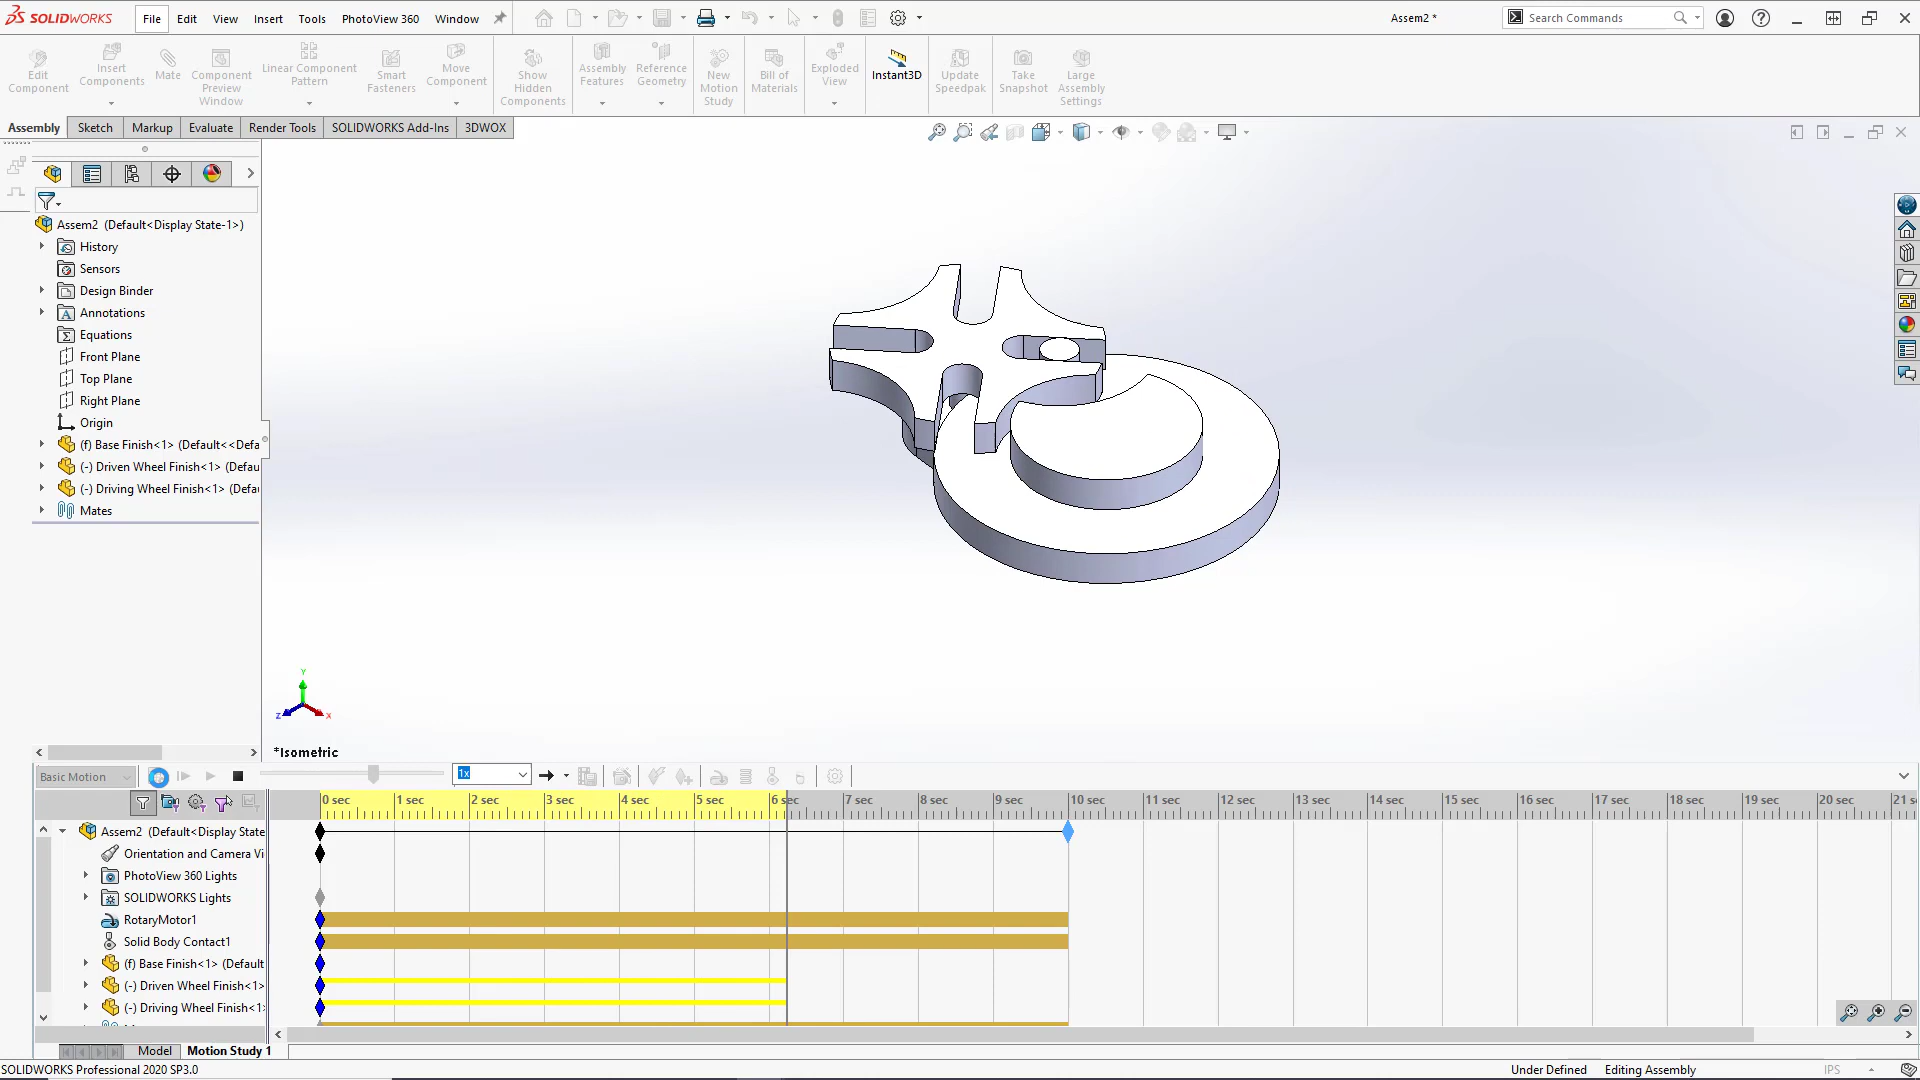 SOLIDWORKS File Edit View Insert Tools PhotoView 360 Window Assem2 * Search Commands
Edit Component
Insert Components
Mate
Component Preview Window
Linear Component Pattern
Smart Fasteners
Move Component
Show Hidden Components
Assembly Features
Reference Geometry
New Motion Study
Bill of Materials
Exploded View
Instant3D
Update Speedpak
Take Snapshot
Large Assembly Settings
Assembly Sketch Markup Evaluate Render Tools SOLIDWORKS Add-Ins 3DWOX
Assem2 (Default<Display State-1>)
History
Sensors
Design Binder
Annotations
Equations
Front Plane
Top Plane
Right Plane
Origin
(f) Base Finish<1> (Default<<Defa
(-) Driven Wheel Finish<1> (Defau
(-) Driving Wheel Finish<1> (Defa
Mates
Y
Z X
*Isometric
Basic Motion 1x
0 sec 1 sec 2 sec 3 sec 4 sec 5 sec 6 sec 7 sec 8 sec 9 sec 10 sec 11 sec 12 sec 13 sec 14 sec 15 sec 16 sec 17 sec 18 sec 19 sec 20 sec 21 s
Assem2 (Default<Display State
Orientation and Camera Vi
PhotoView 360 Lights
SOLIDWORKS Lights
RotaryMotor1
Solid Body Contact1
(f) Base Finish<1> (Default
(-) Driven Wheel Finish<1>
(-) Driving Wheel Finish<1>
Model Motion Study 1
SOLIDWORKS Professional 2020 SP3.0 Under Defined Editing Assembly IPS